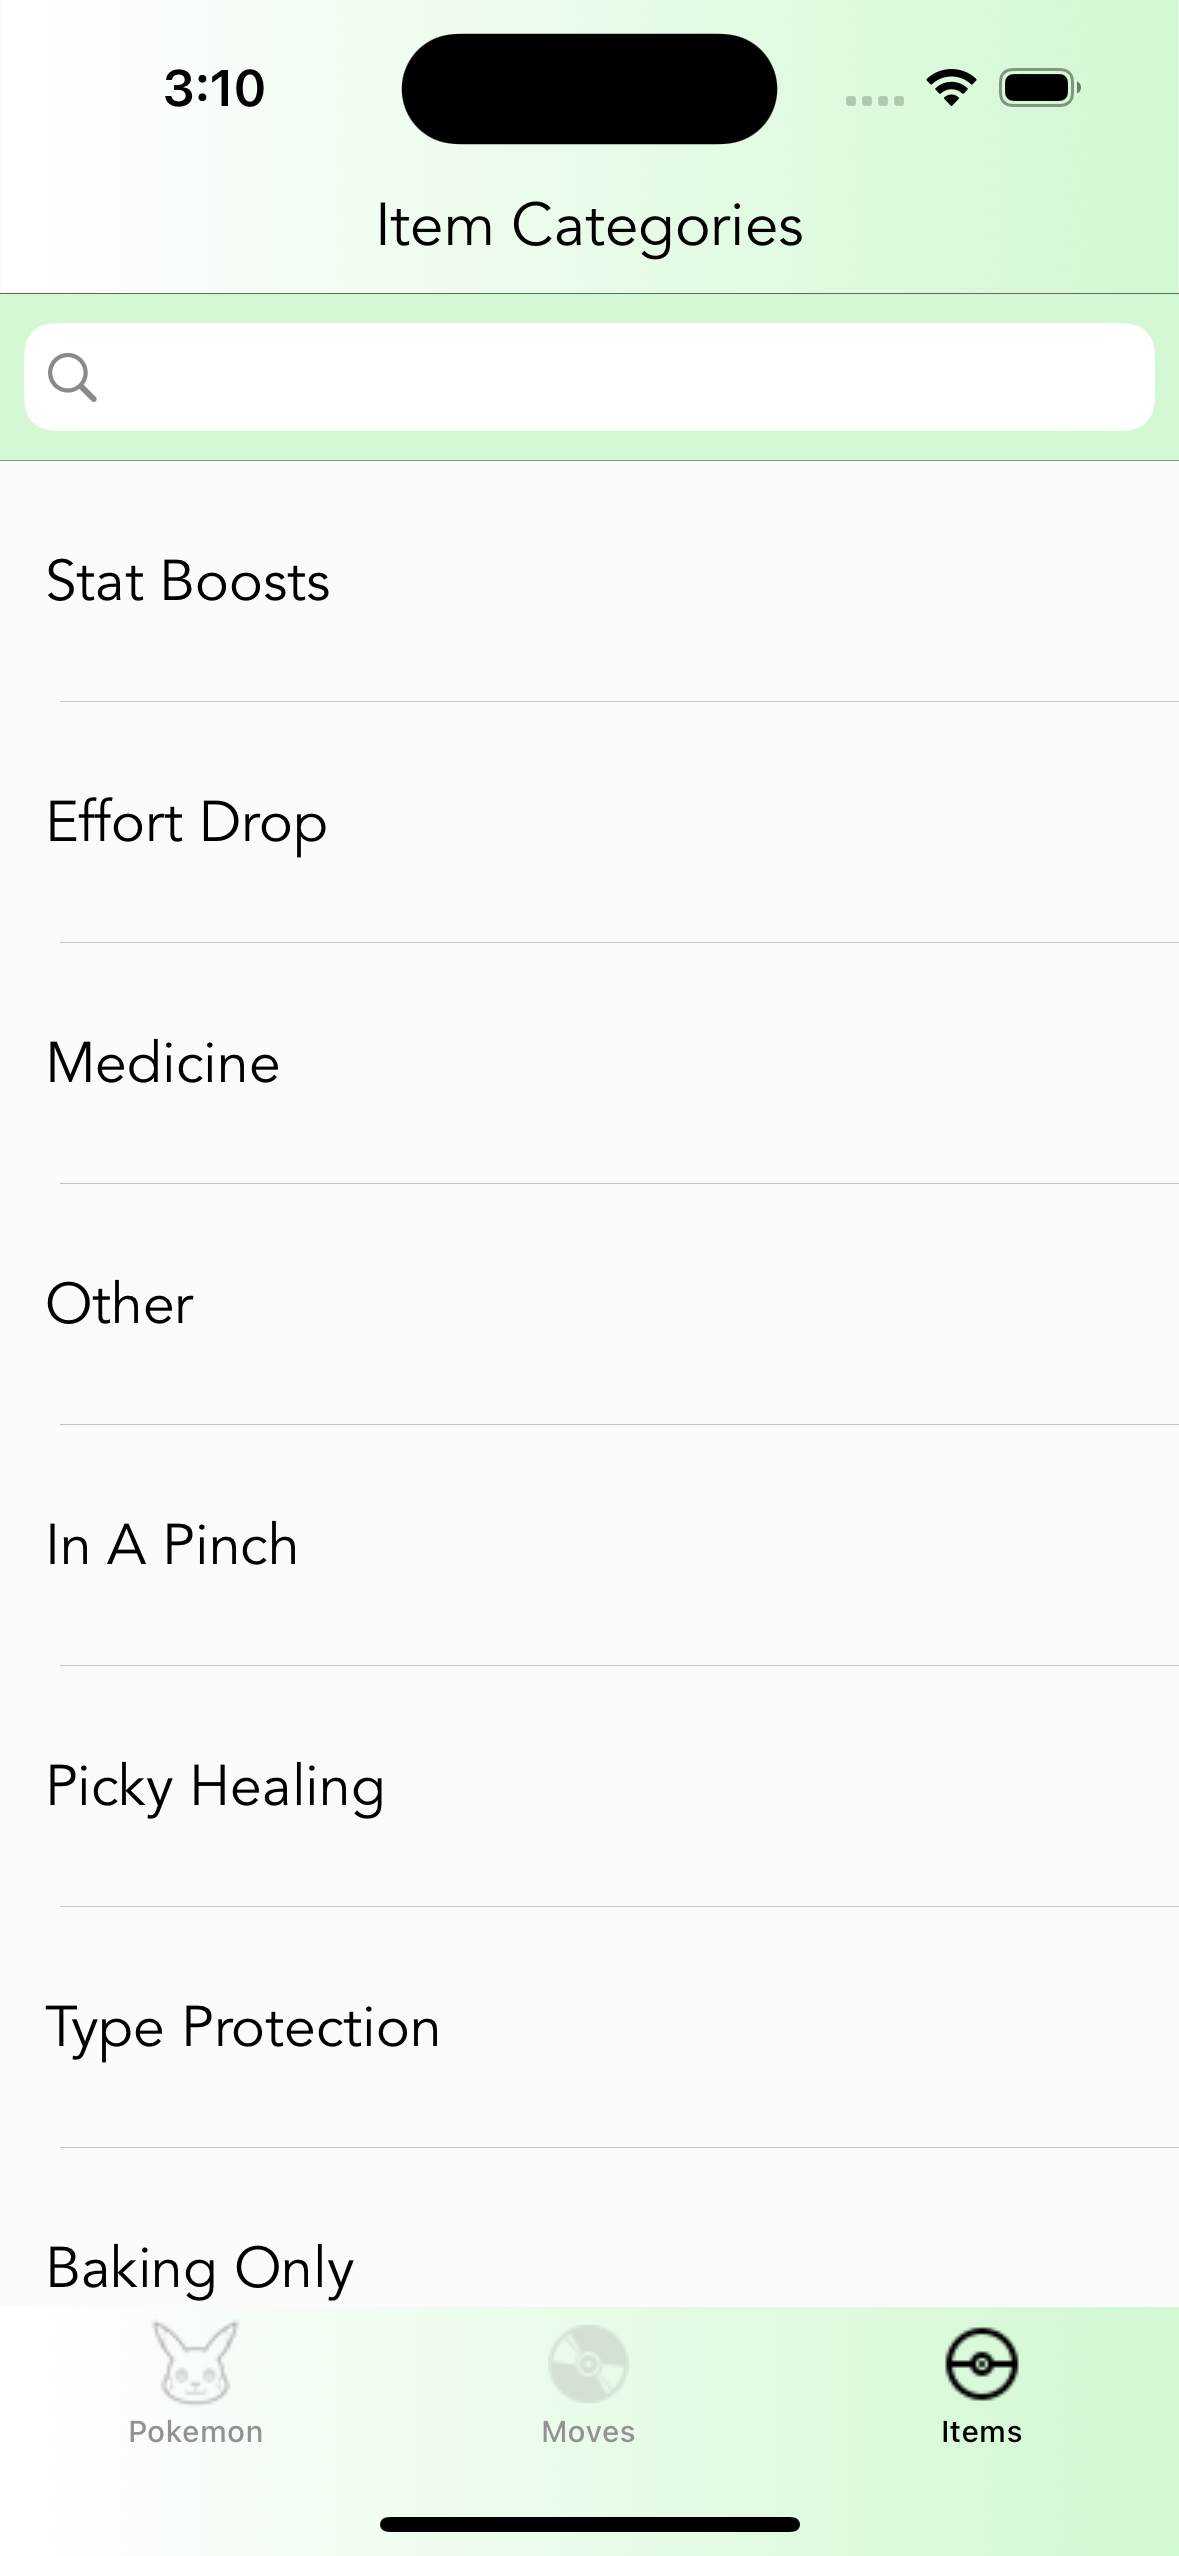 3:10
Item Categories
Stat Boosts
Effort Drop
Medicine
Other
In A Pinch
Picky Healing
Type Protection
Baking Only
Pokemon
Moves
Items